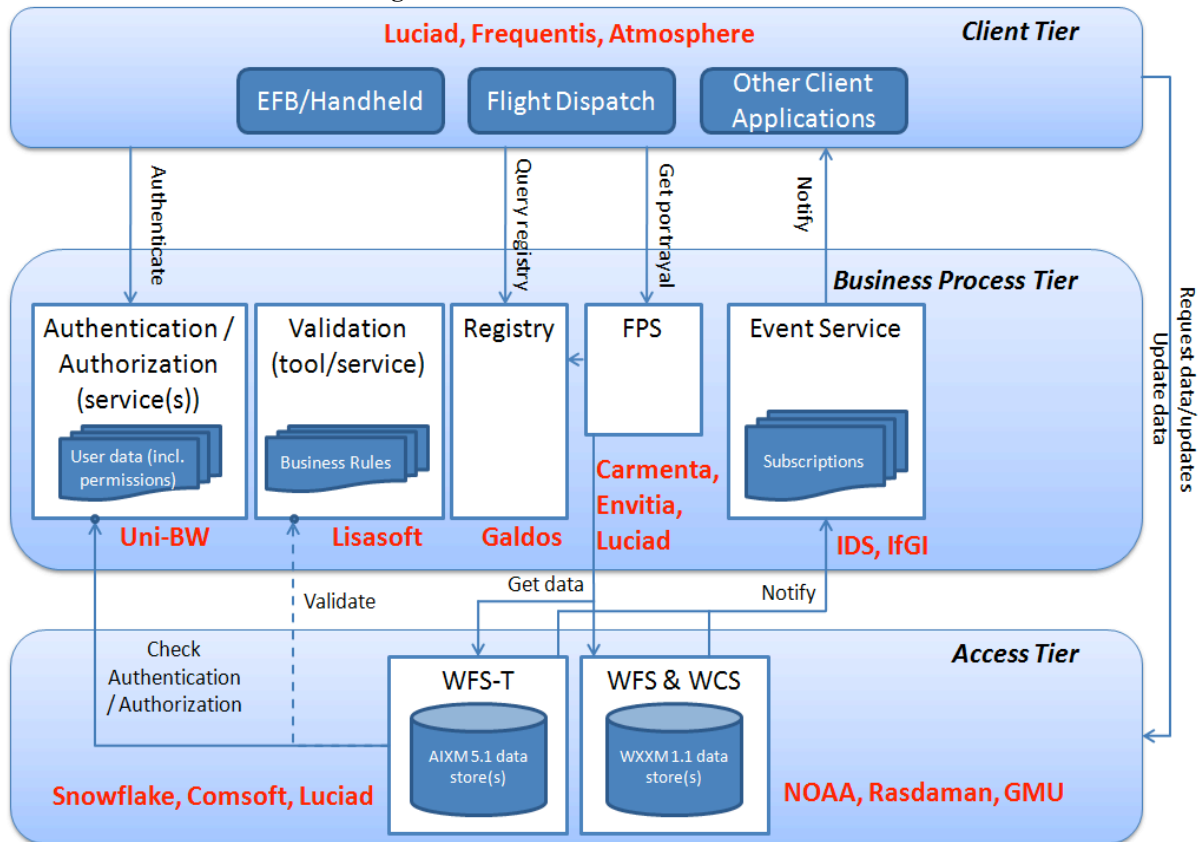 Luciad, Frequentis, Atmosphere
Client Tier
EFB/Handheld
Flight Dispatch
Other Client
Applications
Authenticate
Query registry
Get portrayal
Notify
Request data/updates
Update data
Business Process Tier
Authentication /
Authorization
(service(s))
User data (incl.
permissions)
Uni-BW
Validation
(tool/service)
Business Rules
Lisasoft
Registry
Galdos
FPS
Carmenta,
Envitia,
Luciad
Event Service
Subscriptions
IDS, IfGI
Get data
Notify
Validate
Check
Authentication
/ Authorization
Access Tier
WFS-T
AIXM 5.1 data
store(s)
WFS & WCS
WXXM 1.1 data
store(s)
Snowflake, Comsoft, Luciad
NOAA, Rasdaman, GMU